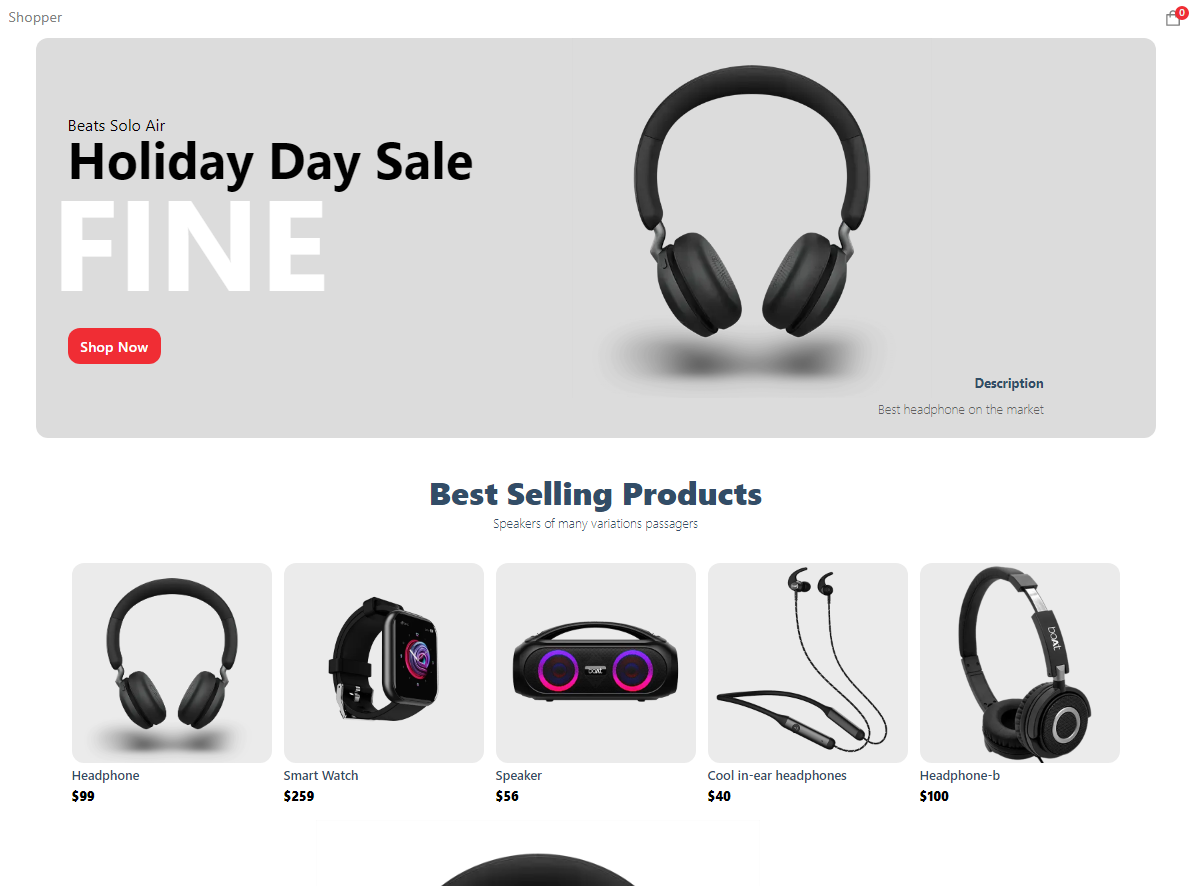 Shopper
0
Beats Solo Air
Holiday Day Sale
FINE
Shop Now
Description
Best headphone on the market
Best Selling Products
Speakers of many variations passagers
boAt
boAt
Headphone
Smart Watch
Speaker
Cool in-ear headphones
Headphone-b
$99
$259
$56
$40
$100